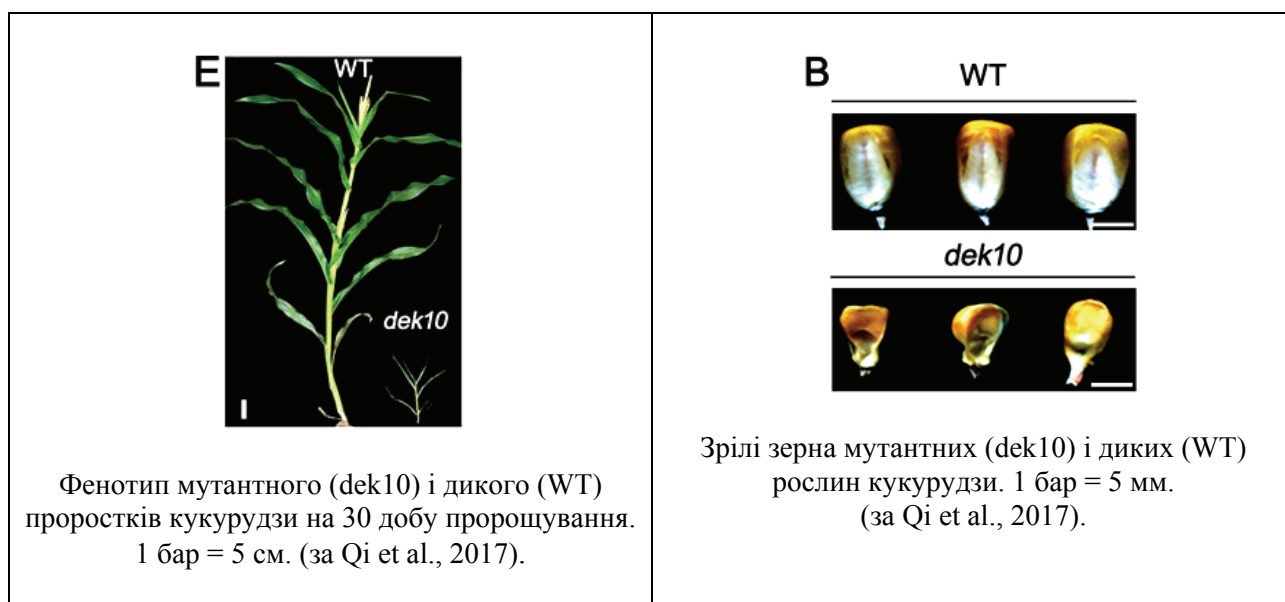 E
WT
dek10
Фенотип мутантного (dek10) і дикого (WT)
проростків кукурудзи на 30 добу пророщування.
1 бар = 5 см. (за Qi et al., 2017).
B
WT
dek10
Зрілі зерна мутантних (dek10) і диких (WT)
рослин кукурудзи. 1 бар = 5 мм.
(за Qi et al., 2017).